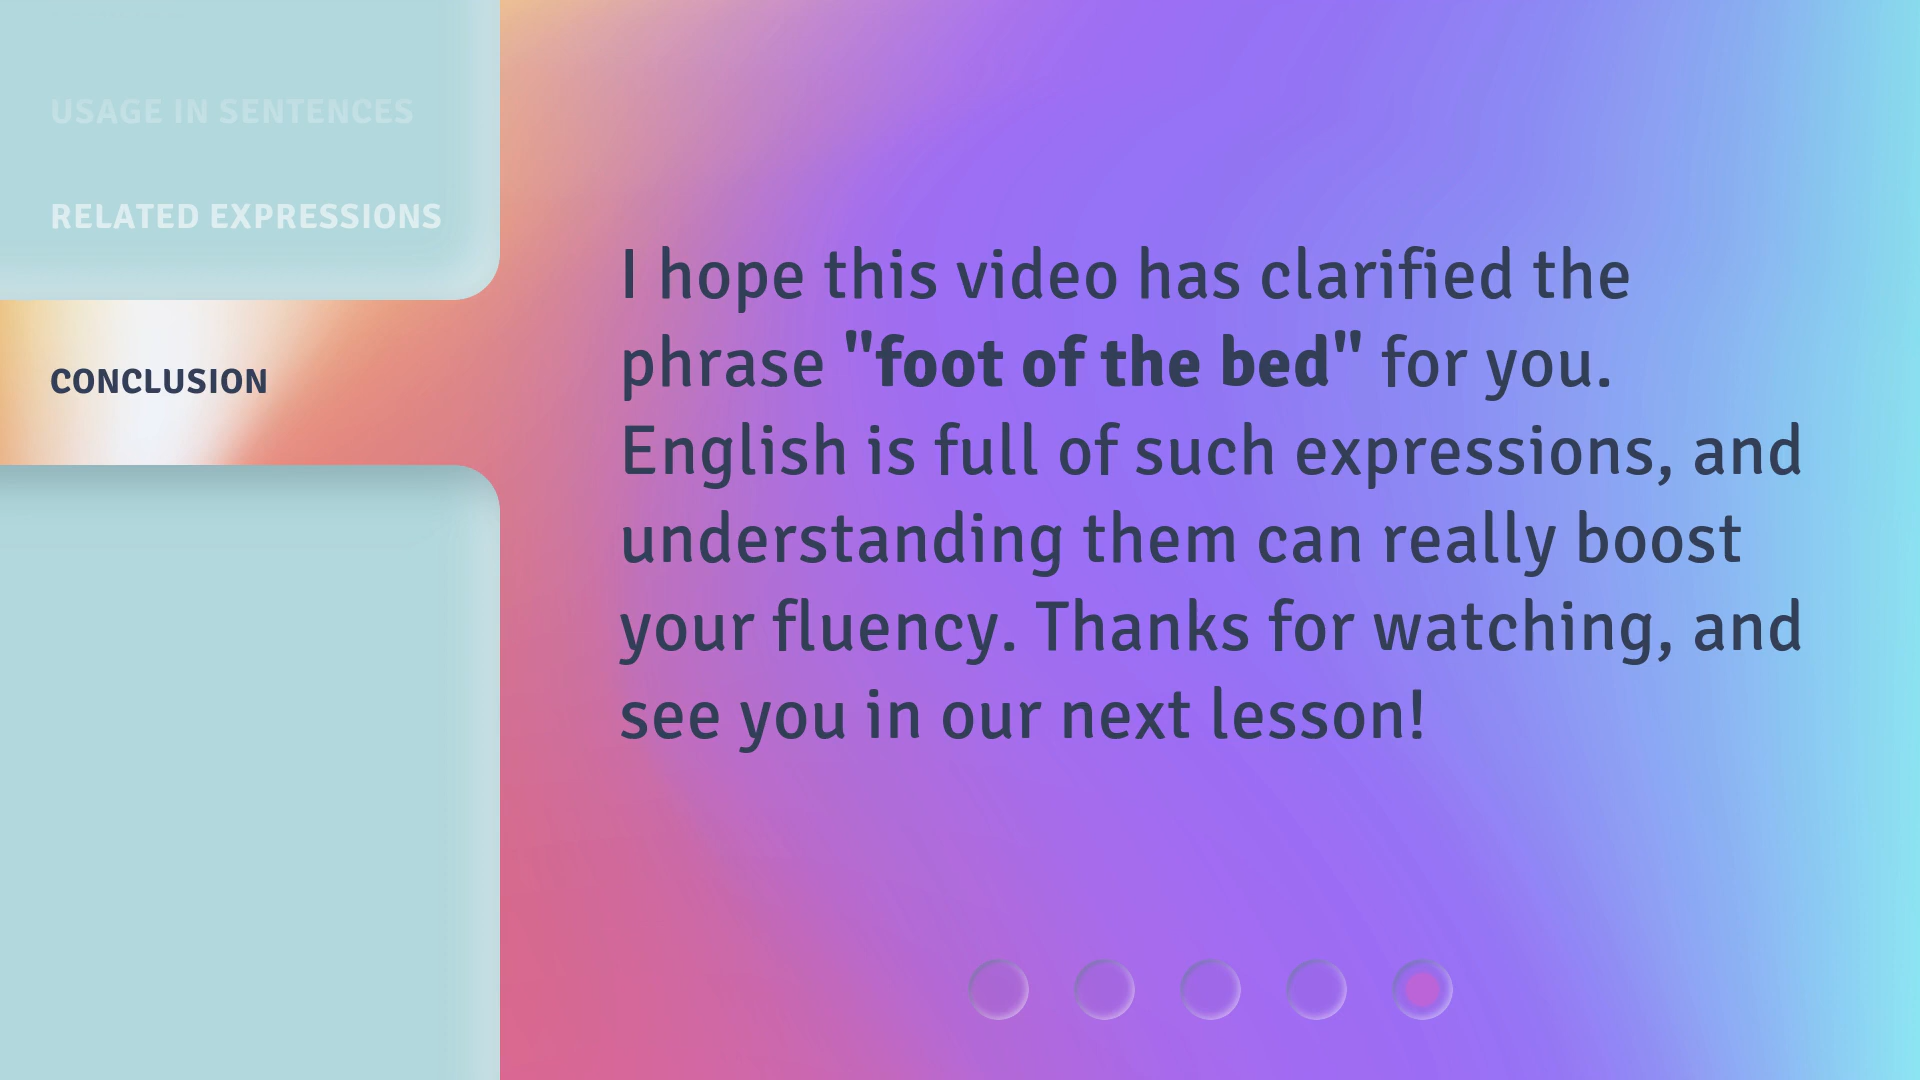 USAGE IN SENTENCES
RELATED EXPRESSIONS
CONCLUSION
I hope this video has clarified the
phrase "foot of the bed" for you.
English is full of such expressions, and
understanding them can really boost
your fluency. Thanks for watching, and
see you in our next lesson!